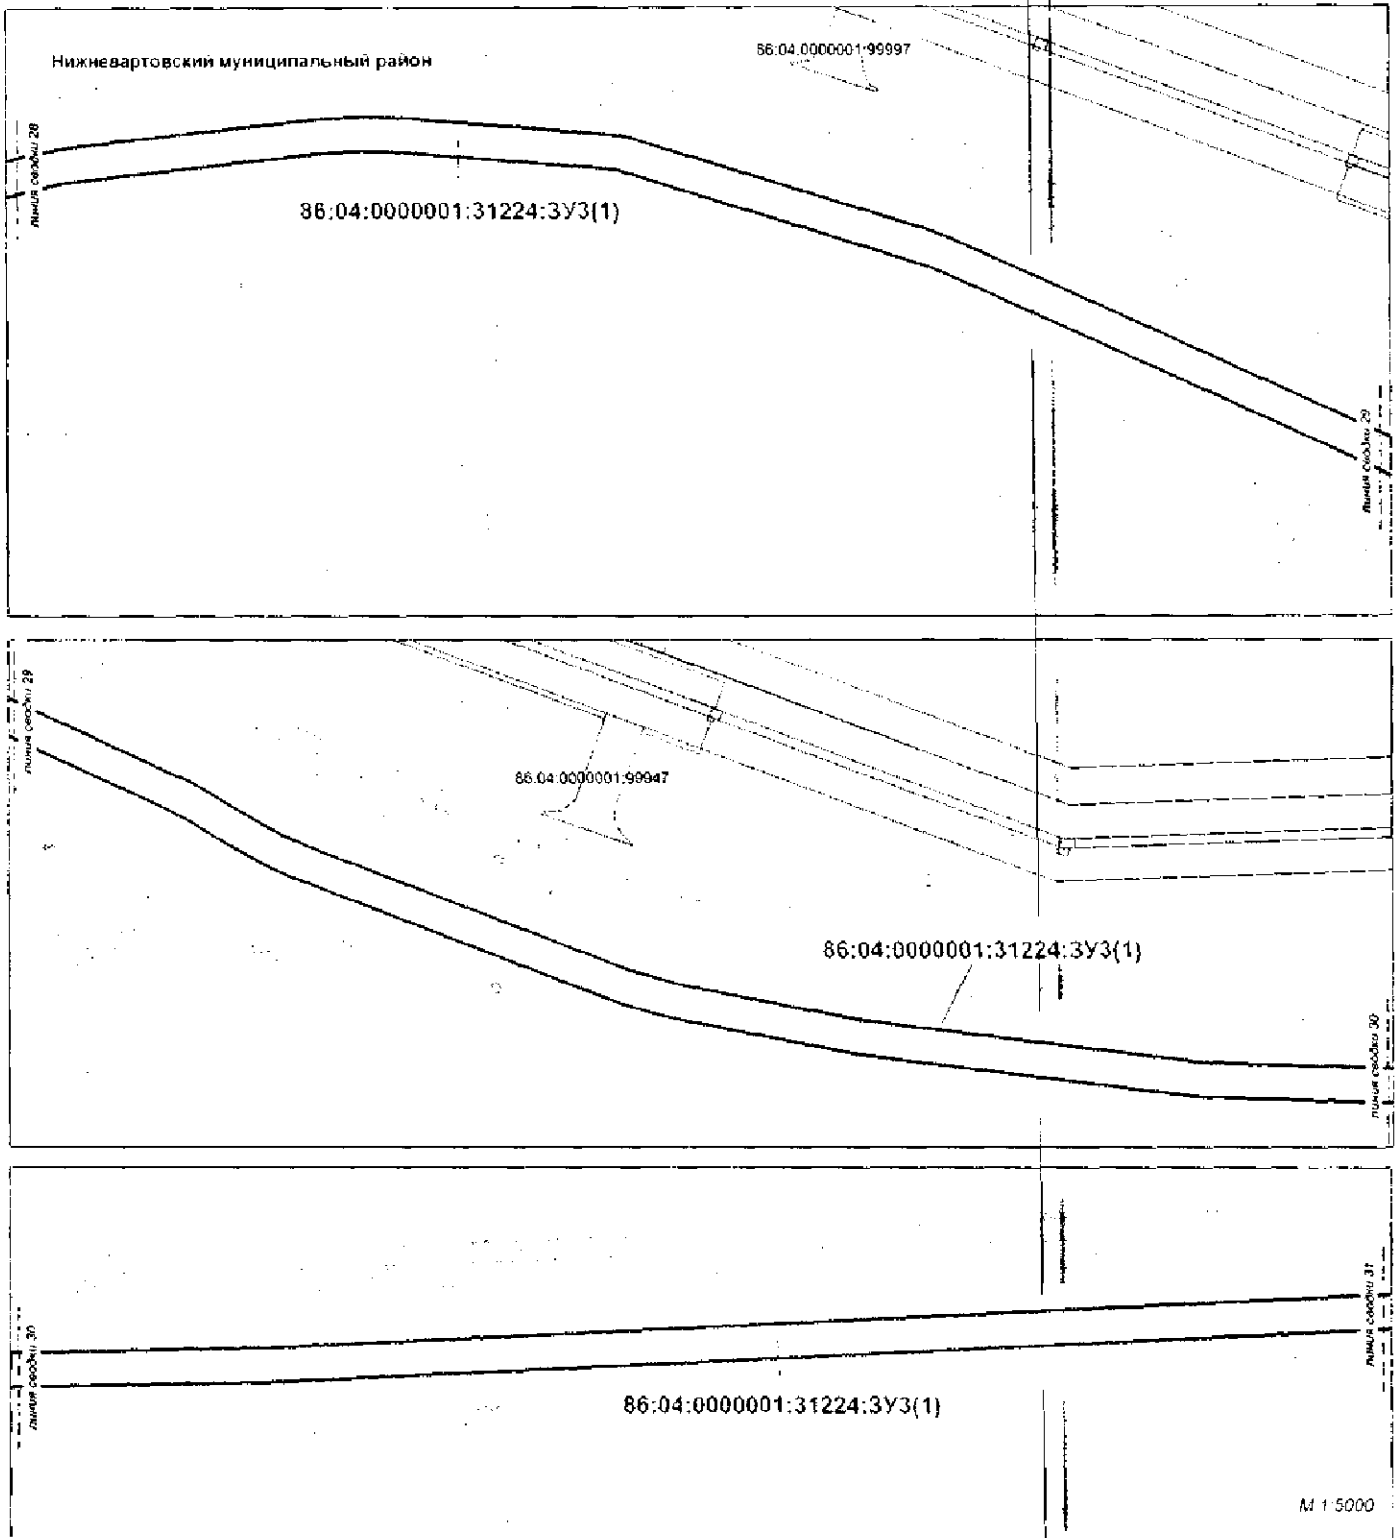 Нижневартовский муниципальный район
86:04:0000001:99997
линия сводки 28
86:04:0000001:31224:ЗУ3(1)
линия сводки 29
линия сводки 29
86:04:0000001:99947
86:04:0000001:31224:ЗУ3(1)
линия сводки 30
линия сводки 31
линия сводки 30
86:04:0000001:31224:ЗУ3(1)
М 1:5000